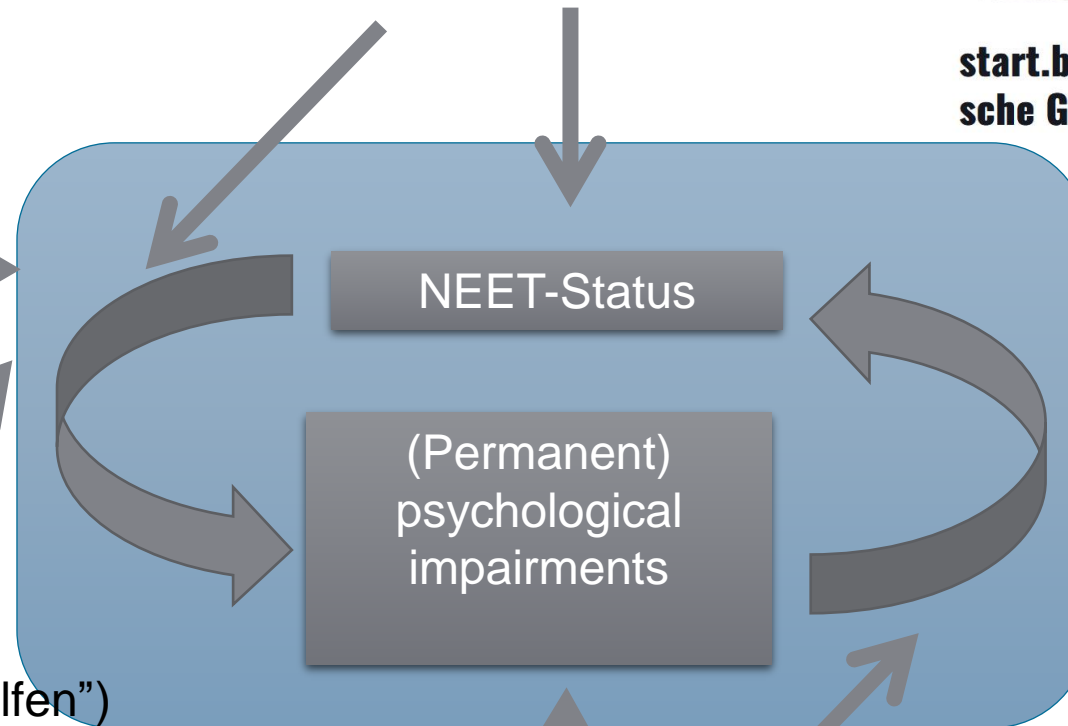 start.b
sche G
NEET-Status
(Permanent)
psychological
impairments
lfen”)